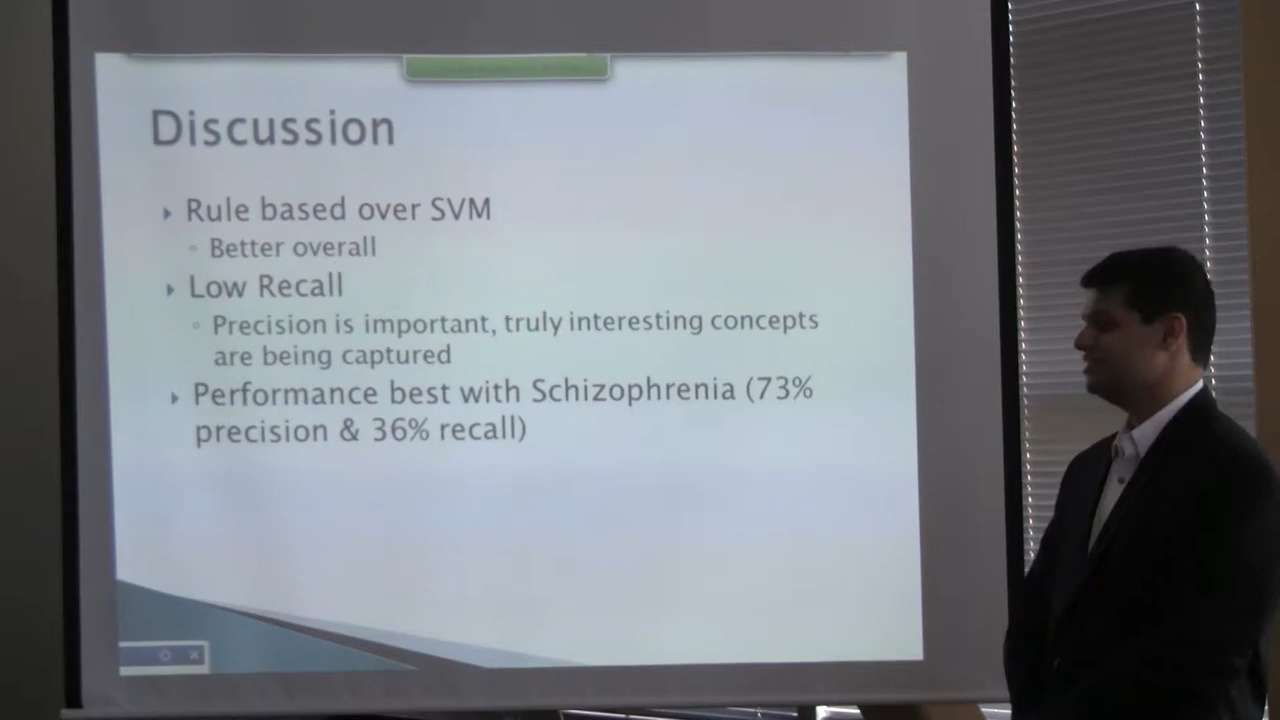 Discussion
Rule based over SVM
Better overall
Low Recall
Precision is important, truly interesting concepts
are being captured
Performance best with Schizophrenia (73%
precision & 36% recall)